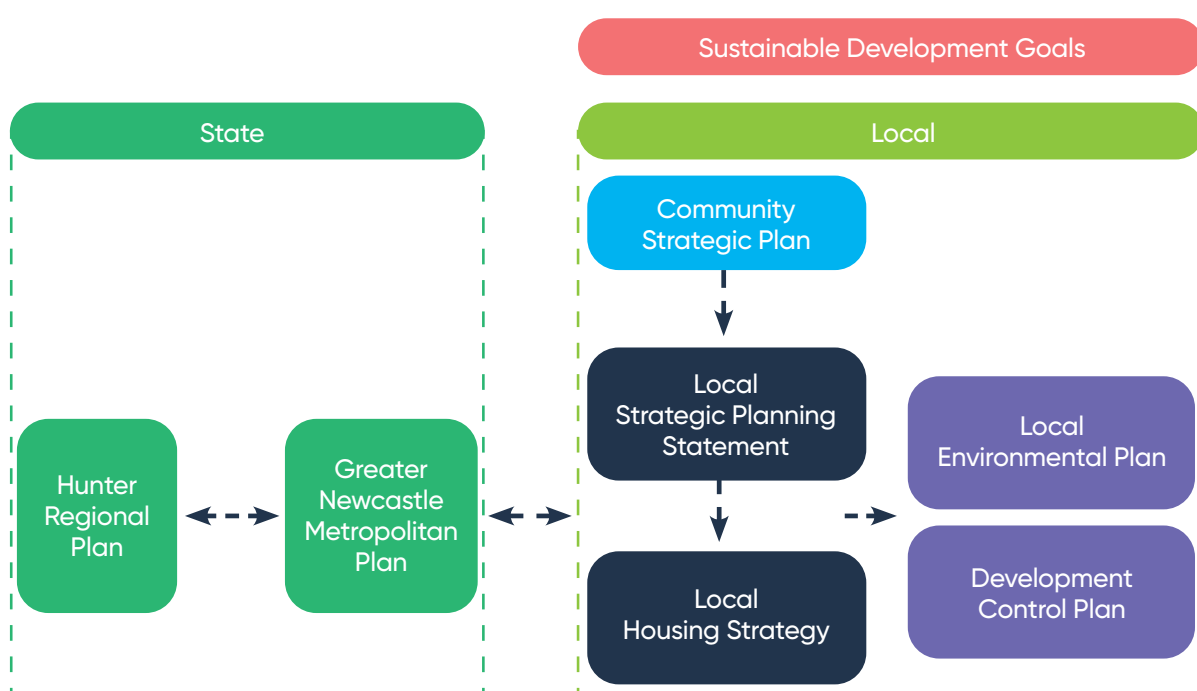 Sustainable Development Goals
State
Local
Community
Strategic Plan
Local
Strategic Planning
Statement
Local
Environmental Plan
Hunter
Regional
Plan
Greater
Newcastle
Metropolitan
Plan
Local
Housing Strategy
Development
Control Plan